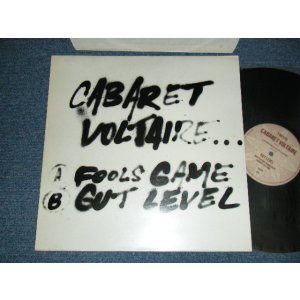 CABARET
VOLTAIRE...
A FOOLS GAME
B GUT LEVEL
CABARET VOLTAIRE